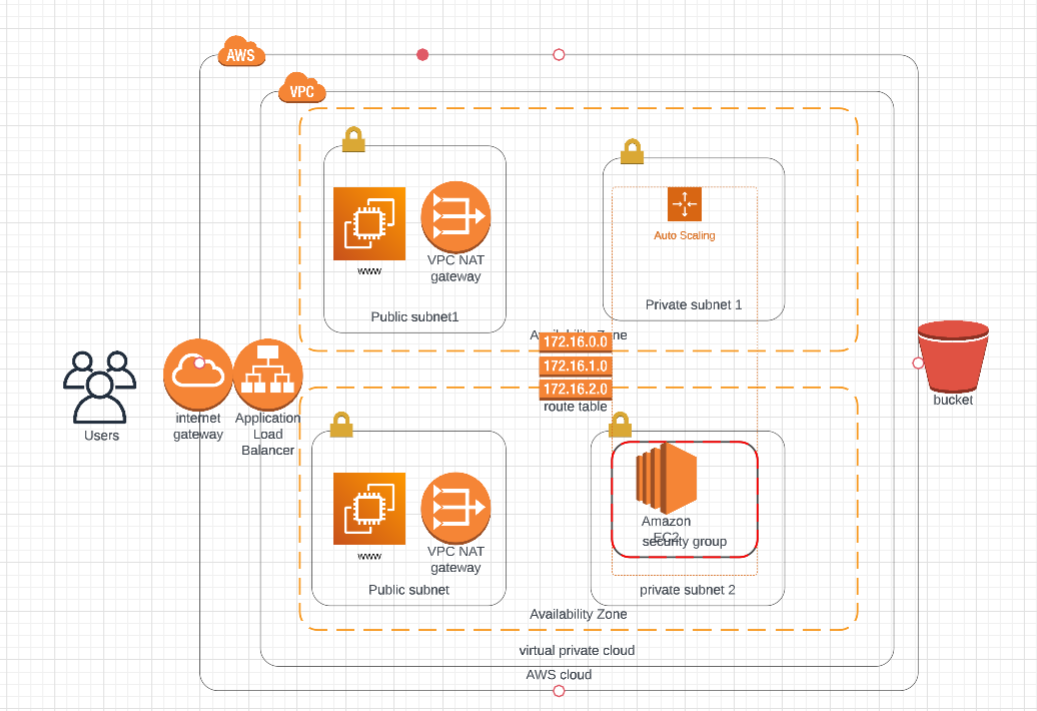 AWS
VPC
www
VPC NAT
gateway
Public subnet1
Auto Scaling
Private subnet 1
Availability Zone
172.16.0.0
172.16.1.0
172.16.2.0
route table
Users
internet
gateway
Application
Load
Balancer
bucket
www
VPC NAT
gateway
Public subnet
Amazon
EC2
security group
private subnet 2
Availability Zone
virtual private cloud
AWS cloud